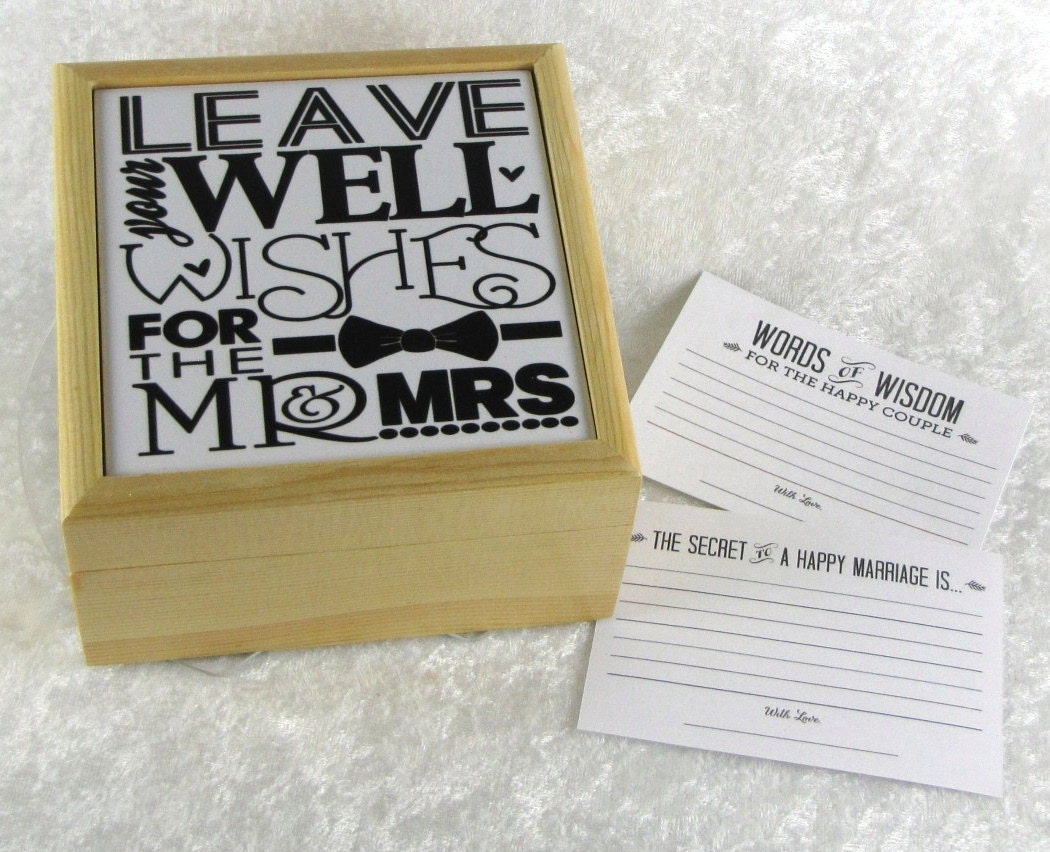 LEAVE
your WELL
WISHES
FOR
THE
MR & MRS
WORDS OF WISDOM
FOR THE HAPPY COUPLE
With Love,
THE SECRET TO A HAPPY MARRIAGE IS...
With Love,